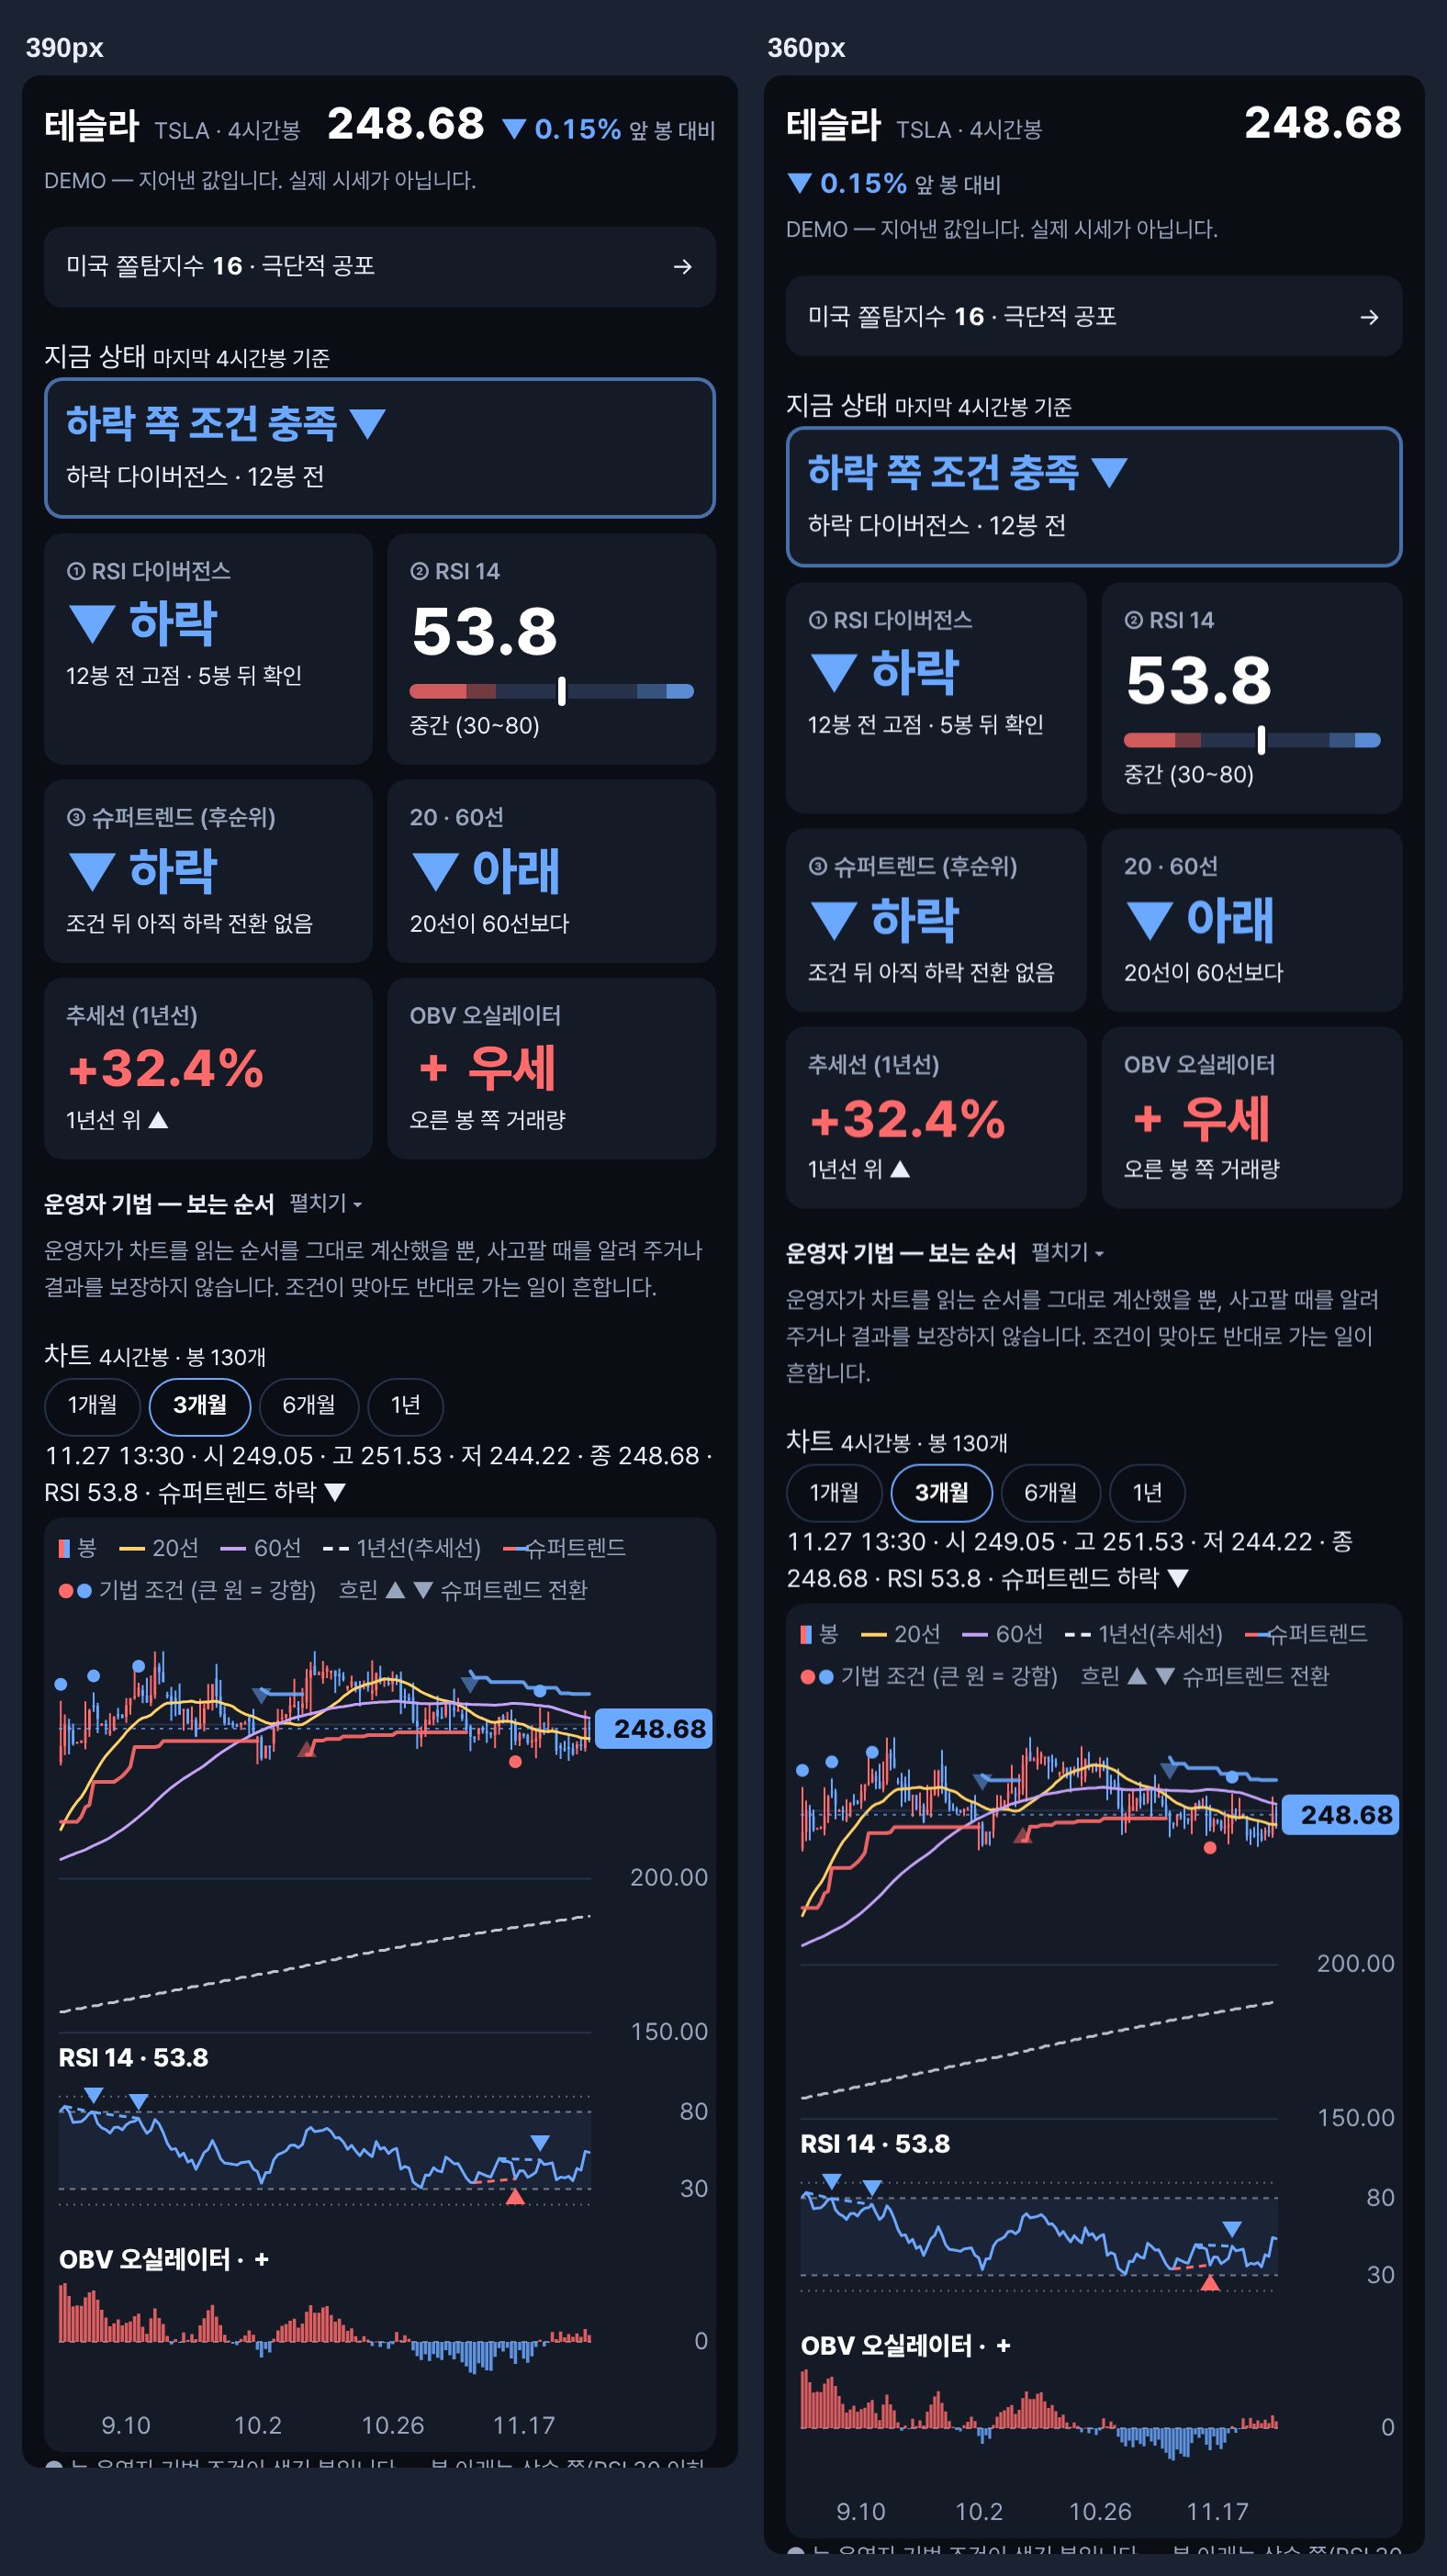 390px
테슬라 TSLA · 4시간봉 248.68 ▼ 0.15% 앞 봉 대비
DEMO — 지어낸 값입니다. 실제 시세가 아닙니다.
미국 쫄탐지수 16 · 극단적 공포 →
지금 상태 마지막 4시간봉 기준
하락 쪽 조건 충족 ▼
하락 다이버전스 · 12봉 전
① RSI 다이버전스
▼ 하락
12봉 전 고점 · 5봉 뒤 확인
② RSI 14
53.8
중간 (30~80)
③ 슈퍼트렌드 (후순위)
▼ 하락
조건 뒤 아직 하락 전환 없음
20 · 60선
▼ 아래
20선이 60선보다
추세선 (1년선)
+32.4%
1년선 위 ▲
OBV 오실레이터
+ 우세
오른 봉 쪽 거래량
운영자 기법 — 보는 순서 펼치기
운영자가 차트를 읽는 순서를 그대로 계산했을 뿐, 사고팔 때를 알려 주거나
결과를 보장하지 않습니다. 조건이 맞아도 반대로 가는 일이 흔합니다.
차트 4시간봉 · 봉 130개
1개월 3개월 6개월 1년
11.27 13:30 · 시 249.05 · 고 251.53 · 저 244.22 · 종 248.68 ·
RSI 53.8 · 슈퍼트렌드 하락 ▼
봉 20선 60선 1년선(추세선) 슈퍼트렌드
기법 조건 (큰 원 = 강함) 흐린 ▲ ▼ 슈퍼트렌드 전환
248.68
200.00
150.00
RSI 14 · 53.8
80
30
OBV 오실레이터 · +
0
9.10 10.2 10.26 11.17
360px
테슬라 TSLA · 4시간봉 248.68
▼ 0.15% 앞 봉 대비
DEMO — 지어낸 값입니다. 실제 시세가 아닙니다.
미국 쫄탐지수 16 · 극단적 공포 →
지금 상태 마지막 4시간봉 기준
하락 쪽 조건 충족 ▼
하락 다이버전스 · 12봉 전
① RSI 다이버전스
▼ 하락
12봉 전 고점 · 5봉 뒤 확인
② RSI 14
53.8
중간 (30~80)
③ 슈퍼트렌드 (후순위)
▼ 하락
조건 뒤 아직 하락 전환 없음
20 · 60선
▼ 아래
20선이 60선보다
추세선 (1년선)
+32.4%
1년선 위 ▲
OBV 오실레이터
+ 우세
오른 봉 쪽 거래량
운영자 기법 — 보는 순서 펼치기
운영자가 차트를 읽는 순서를 그대로 계산했을 뿐, 사고팔 때를 알려
주거나 결과를 보장하지 않습니다. 조건이 맞아도 반대로 가는 일이
흔합니다.
차트 4시간봉 · 봉 130개
1개월 3개월 6개월 1년
11.27 13:30 · 시 249.05 · 고 251.53 · 저 244.22 · 종
248.68 · RSI 53.8 · 슈퍼트렌드 하락 ▼
봉 20선 60선 1년선(추세선) 슈퍼트렌드
기법 조건 (큰 원 = 강함) 흐린 ▲ ▼ 슈퍼트렌드 전환
248.68
200.00
150.00
RSI 14 · 53.8
80
30
OBV 오실레이터 · +
0
9.10 10.2 10.26 11.17